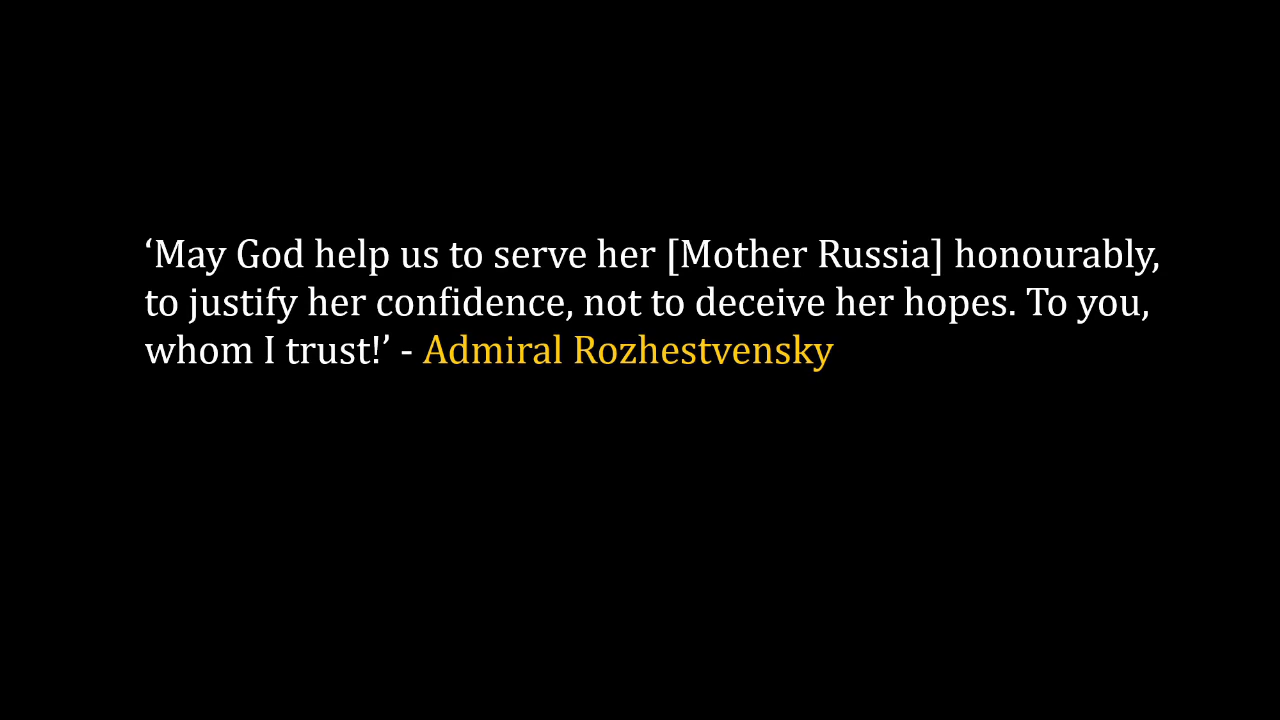 ‘May God help us to serve her [Mother Russia] honourably,
to justify her confidence, not to deceive her hopes. To you,
whom I trust!’ - Admiral Rozhestvensky